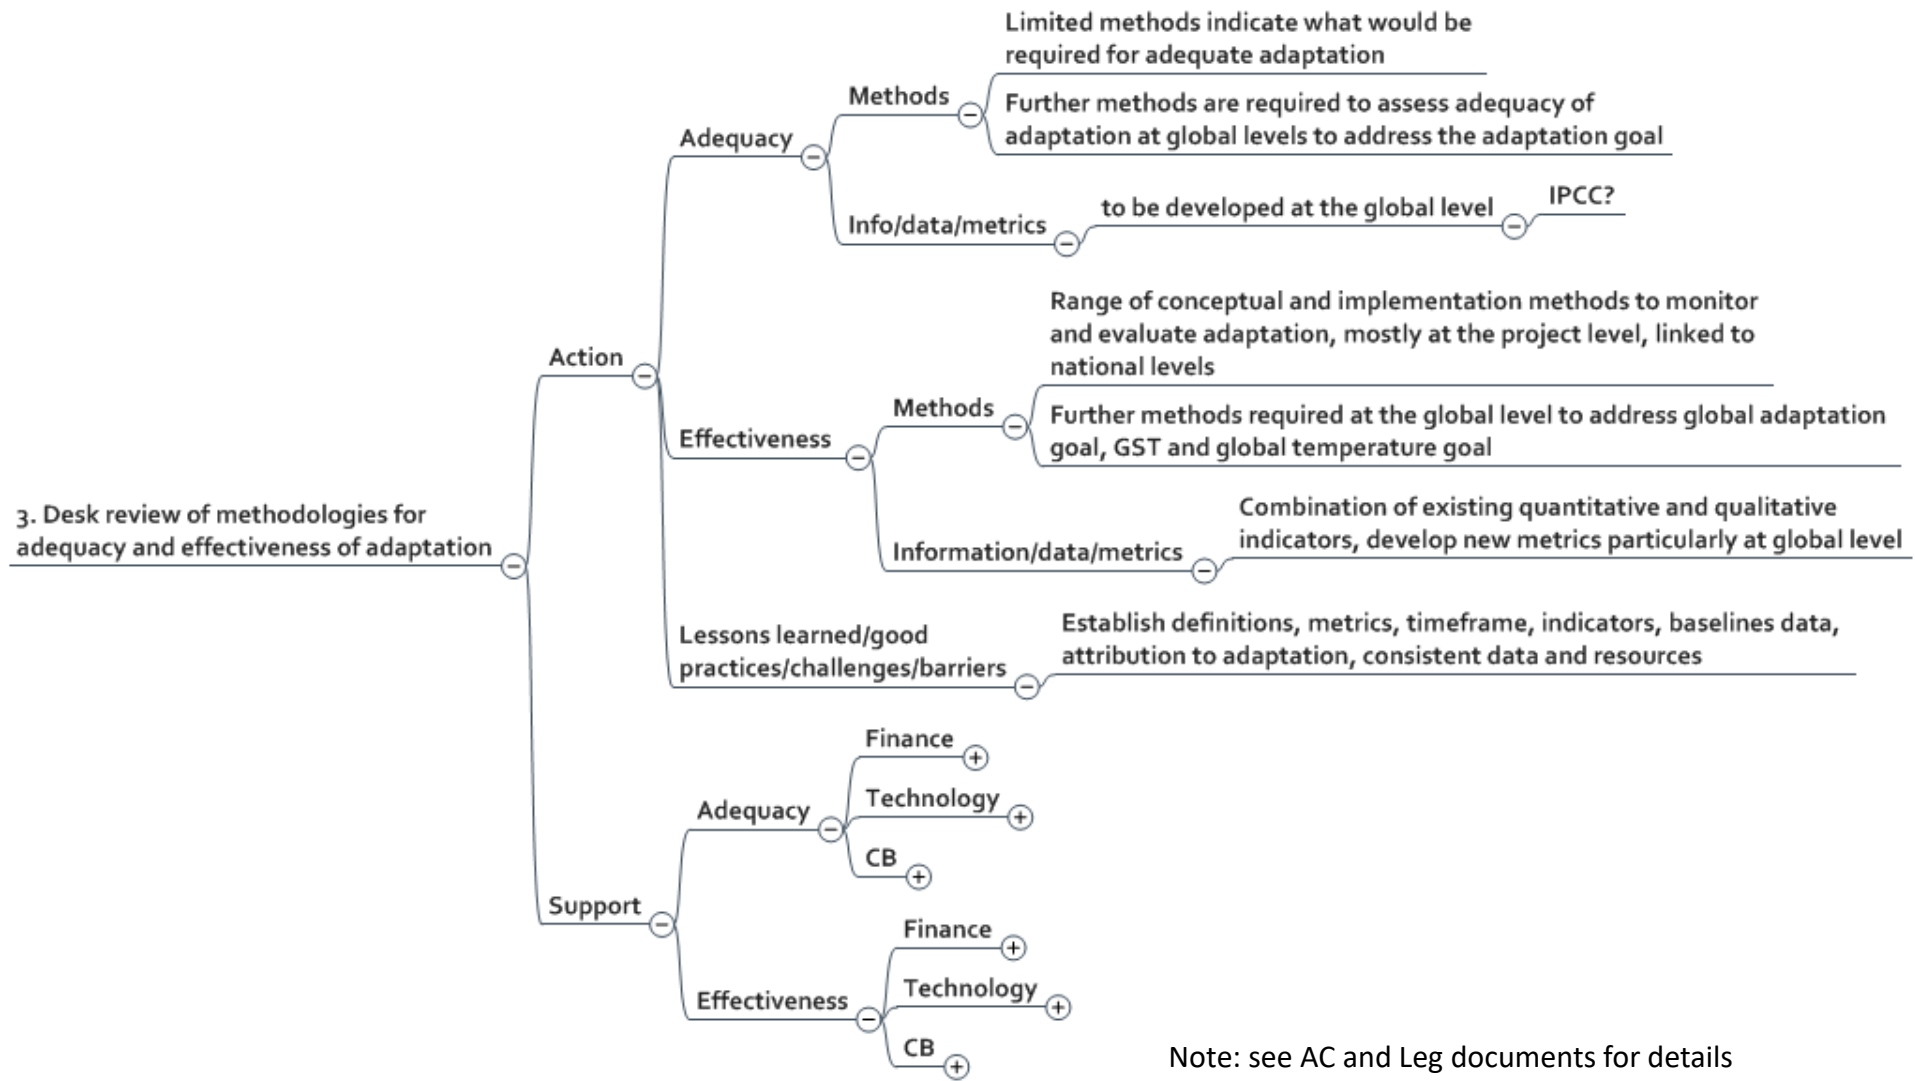 Limited methods indicate what would be
required for adequate adaptation
Methods
Further methods are required to assess adequacy of
adaptation at global levels to address the adaptation goal
Adequacy
Info/data/metrics
to be developed at the global level
IPCC?
Action
Range of conceptual and implementation methods to monitor
and evaluate adaptation, mostly at the project level, linked to
national levels
Methods
Further methods required at the global level to address global adaptation
goal, GST and global temperature goal
Effectiveness
Information/data/metrics
Combination of existing quantitative and qualitative
indicators, develop new metrics particularly at global level
3. Desk review of methodologies for
adequacy and effectiveness of adaptation
Lessons learned/good
practices/challenges/barriers
Establish definitions, metrics, timeframe, indicators, baselines data,
attribution to adaptation, consistent data and resources
Support
Adequacy
Finance
Technology
CB
Effectiveness
Finance
Technology
CB
Note: see AC and Leg documents for details